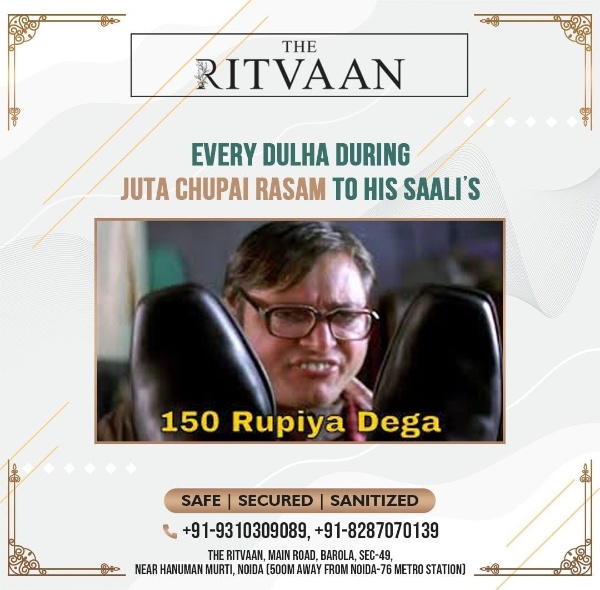 THE
RITVAAN
EVERY DULHA DURING
JUTA CHUPAI RASAM TO HIS SAALI'S
150 Rupiya Dega
SAFE | SECURED | SANITIZED
+91-9310309089, +91-8287070139
THE RITVAAN, MAIN ROAD, BAROLA, SEC-49,
NEAR HANUMAN MURTI, NOIDA (500M AWAY FROM NOIDA-76 METRO STATION)